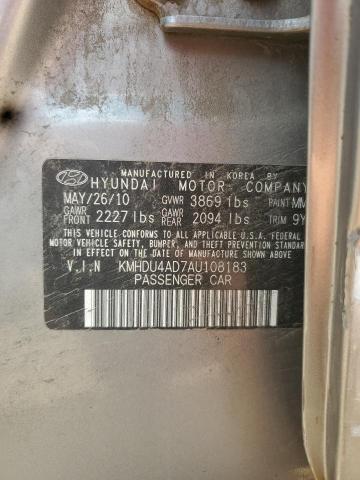 MANUFACTURED IN KOREA BY
HYUNDAI MOTOR COMPANY
MAY/26/10 GVWR 3869 lbs PAINT MM
GAWR FRONT 2227 lbs GAWR REAR 2094 lbs TRIM 9Y
THIS VEHICLE CONFORMS TO ALL APPLICABLE FEDERAL
MOTOR VEHICLE SAFETY, BUMPER, AND THEFT PREVENTION
STANDARDS IN EFFECT ON THE DATE OF MANUFACTURE SHOWN ABOVE.
V.I.N KMHDU4AD7AU108183
PASSENGER CAR